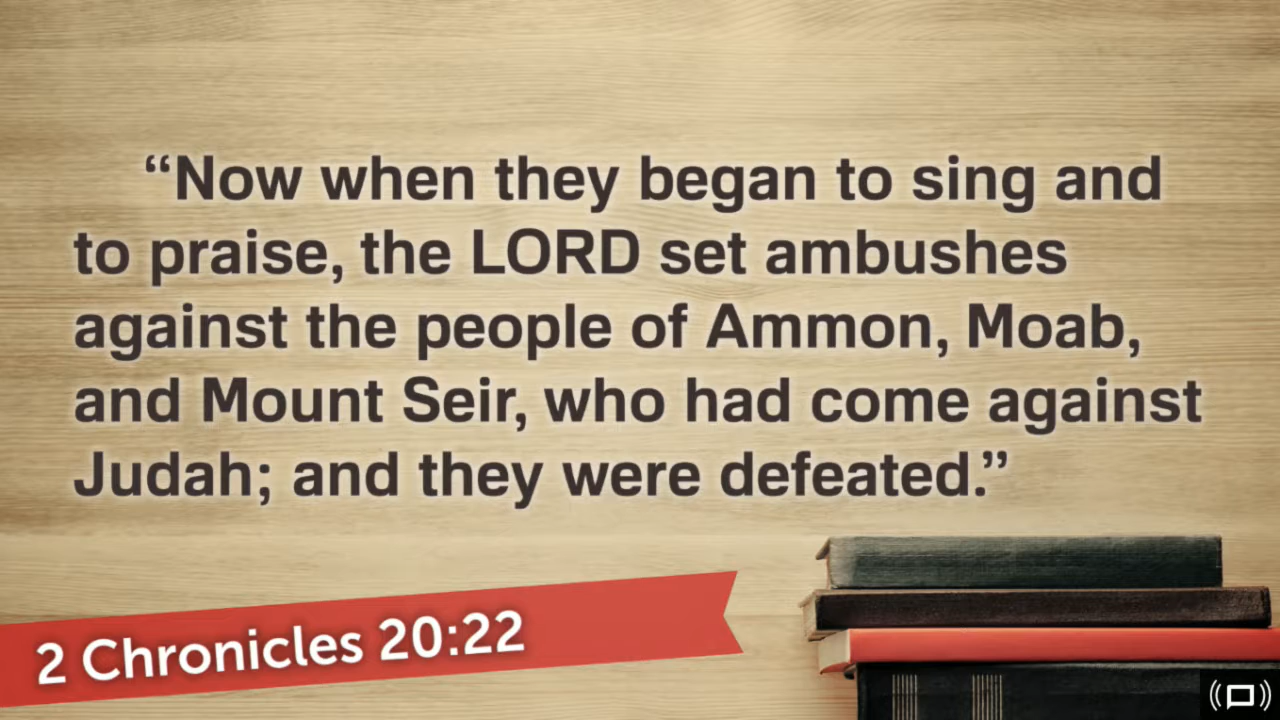 “Now when they began to sing and
to praise, the LORD set ambushes
against the people of Ammon, Moab,
and Mount Seir, who had come against
Judah; and they were defeated.”
2 Chronicles 20:22